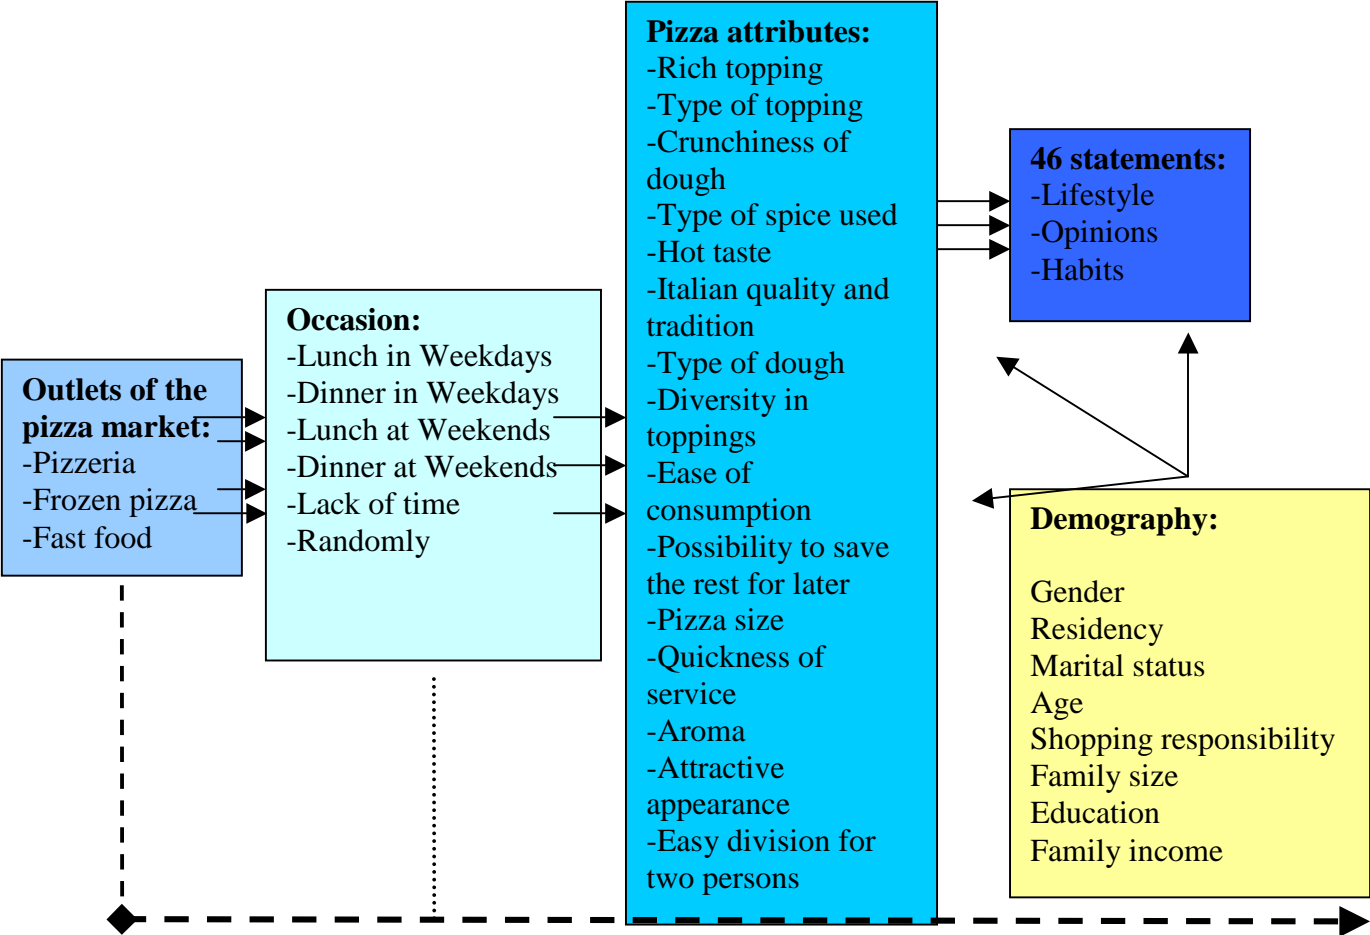 Outlets of the
pizza market:
-Pizzeria
-Frozen pizza
-Fast food
Occasion:
-Lunch in Weekdays
-Dinner in Weekdays
-Lunch at Weekends
-Dinner at Weekends
-Lack of time
-Randomly
Pizza attributes:
-Rich topping
-Type of topping
-Crunchiness of
dough
-Type of spice used
-Hot taste
-Italian quality and
tradition
-Type of dough
-Diversity in
toppings
-Ease of
consumption
-Possibility to save
the rest for later
-Pizza size
-Quickness of
service
-Aroma
-Attractive
appearance
-Easy division for
two persons
46 statements:
-Lifestyle
-Opinions
-Habits
Demography:
Gender
Residency
Marital status
Age
Shopping responsibility
Family size
Education
Family income